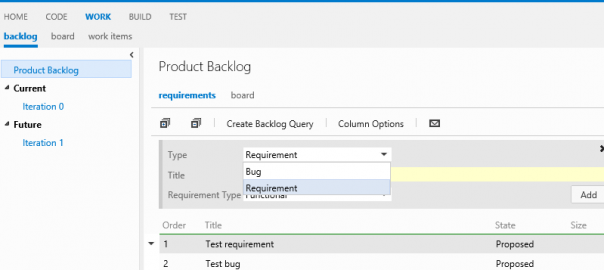 HOME CODE WORK BUILD TEST
backlog board work items
Product Backlog
Current
Iteration 0
Future
Iteration 1
Product Backlog
requirements board
Create Backlog Query Column Options
Type Requirement
Bug
Title
Requirement
Requirement Type Functional Add
Order Title State Size
1 Test requirement Proposed
2 Test bug Proposed